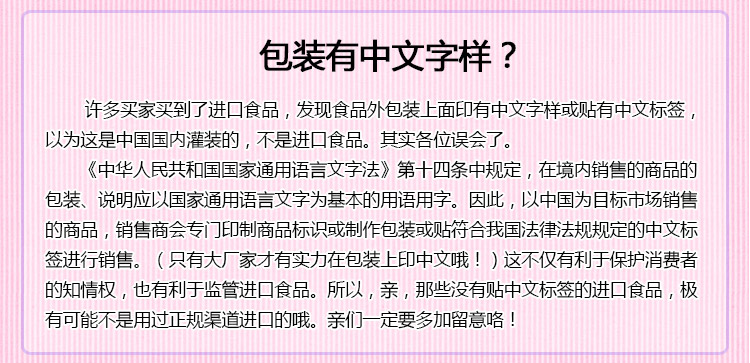 包装有中文字样？
许多买家买到了进口食品，发现食品外包装上面印有中文字样或贴有中文标签，
以为这是中国国内灌装的，不是进口食品。其实各位误会了。
《中华人民共和国国家通用语言文字法》第十四条中规定，在境内销售的商品的
包装、说明应以国家通用语言文字为基本的用语用字。因此，以中国为目标市场销售
的商品，销售商会专门印制商品标识或制作包装或贴符合我国法律法规规定的中文标
签进行销售。（只有大厂家才有实力在包装上印中文哦！）这不仅有利于保护消费者
的知情权，也有利于监管进口食品。所以，亲，那些没有贴中文标签的进口食品，极
有可能不是用过正规渠道进口的哦。亲们一定要多加留意咯！